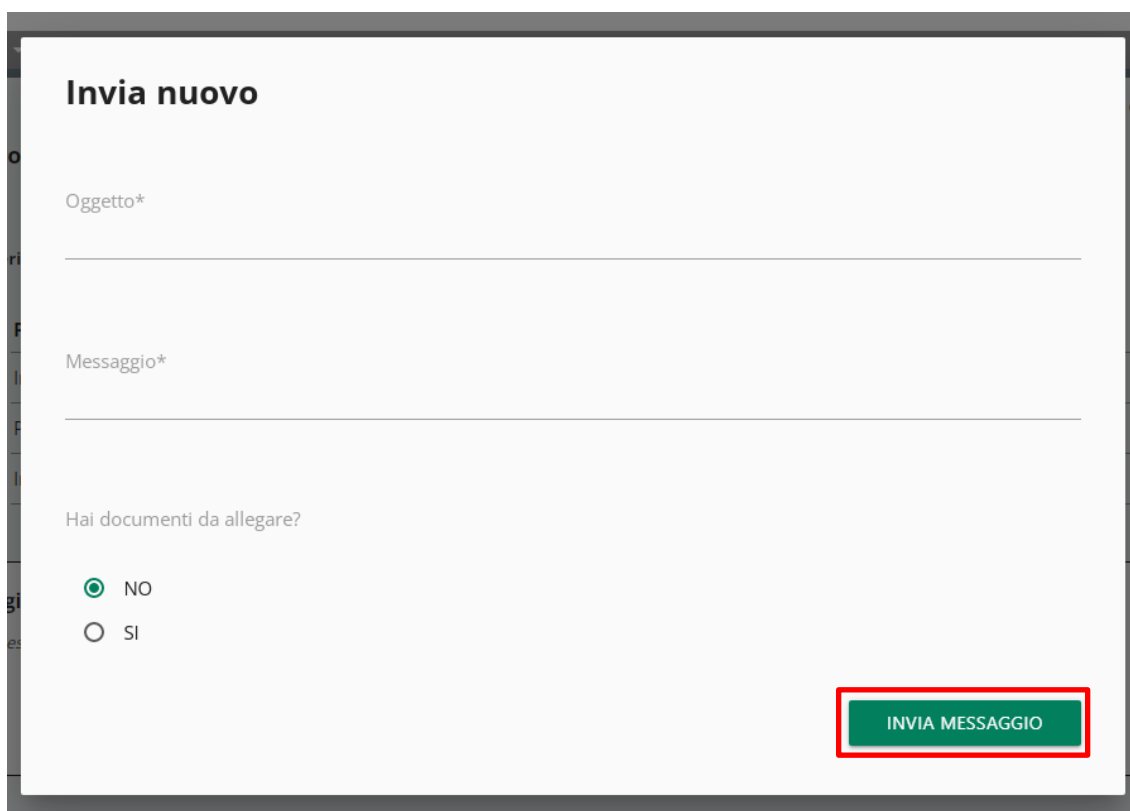 Invia nuovo
Oggetto*
Messaggio*
Hai documenti da allegare?
NO
SI
INVIA MESSAGGIO